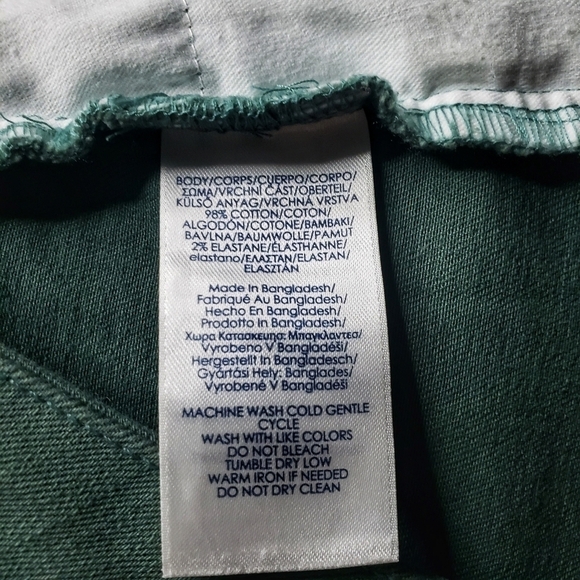 BODY/CORPS/CUERPO/CORPO/
ΣΩΜΑ/VRCHNÍ ČÁST/OBERTEIL/
KÜLSŐ ANYAG/VRCHNÁ VRSTVA
98% COTTON/COTON/
ALGODÓN/COTONE/ΒΑΜΒΑΚΙ/
BAVLNA/BAUMWOLLE/PAMUT
2% ELASTANE/ÉLASTHANNE/
elastano/ΕΛΑΣΤΑΝ/ELASTAN/
ELASZTÁN
Made In Bangladesh/
Fabriqué Au Bangladesh/
Hecho En Bangladesh/
Prodotto In Bangladesh/
Χωρα Κατασκευησ: Μπαγκλαντεσ/
Vyrobeno V Bangladéši/
Hergestellt In Bangladesch/
Gyártási Hely: Banglades/
Vyrobené V Bangladéši
MACHINE WASH COLD GENTLE
CYCLE
WASH WITH LIKE COLORS
DO NOT BLEACH
TUMBLE DRY LOW
WARM IRON IF NEEDED
DO NOT DRY CLEAN